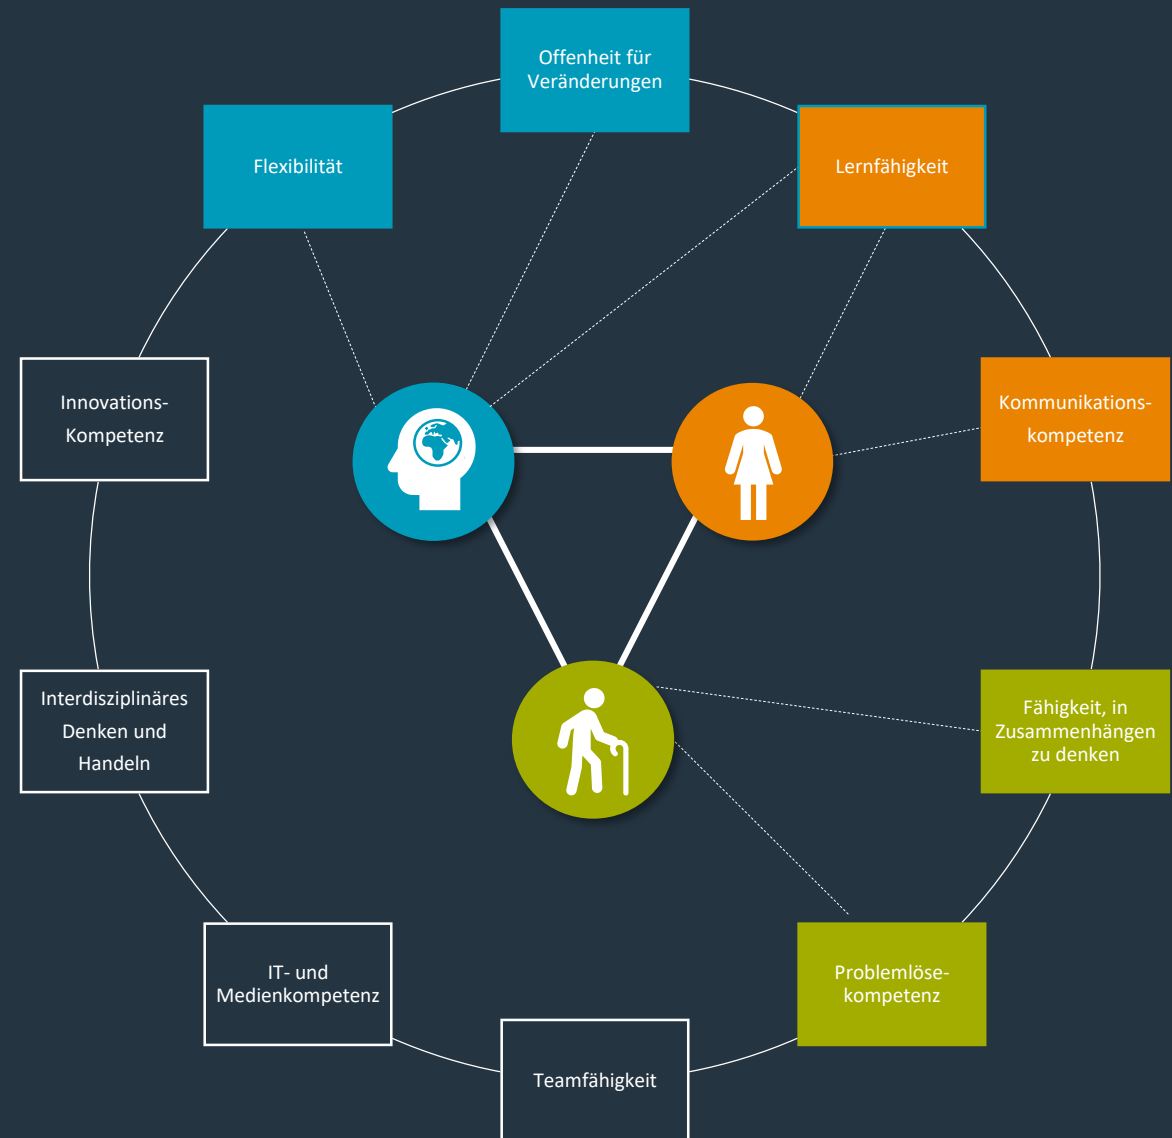 Offenheit für
Veränderungen
Flexibilität
Lernfähigkeit
Innovations-
Kompetenz
Kommunikations-
kompetenz
Interdisziplinäres
Denken und
Handeln
Fähigkeit, in
Zusammenhängen
zu denken
IT- und
Medienkompetenz
Problemlöse-
kompetenz
Teamfähigkeit